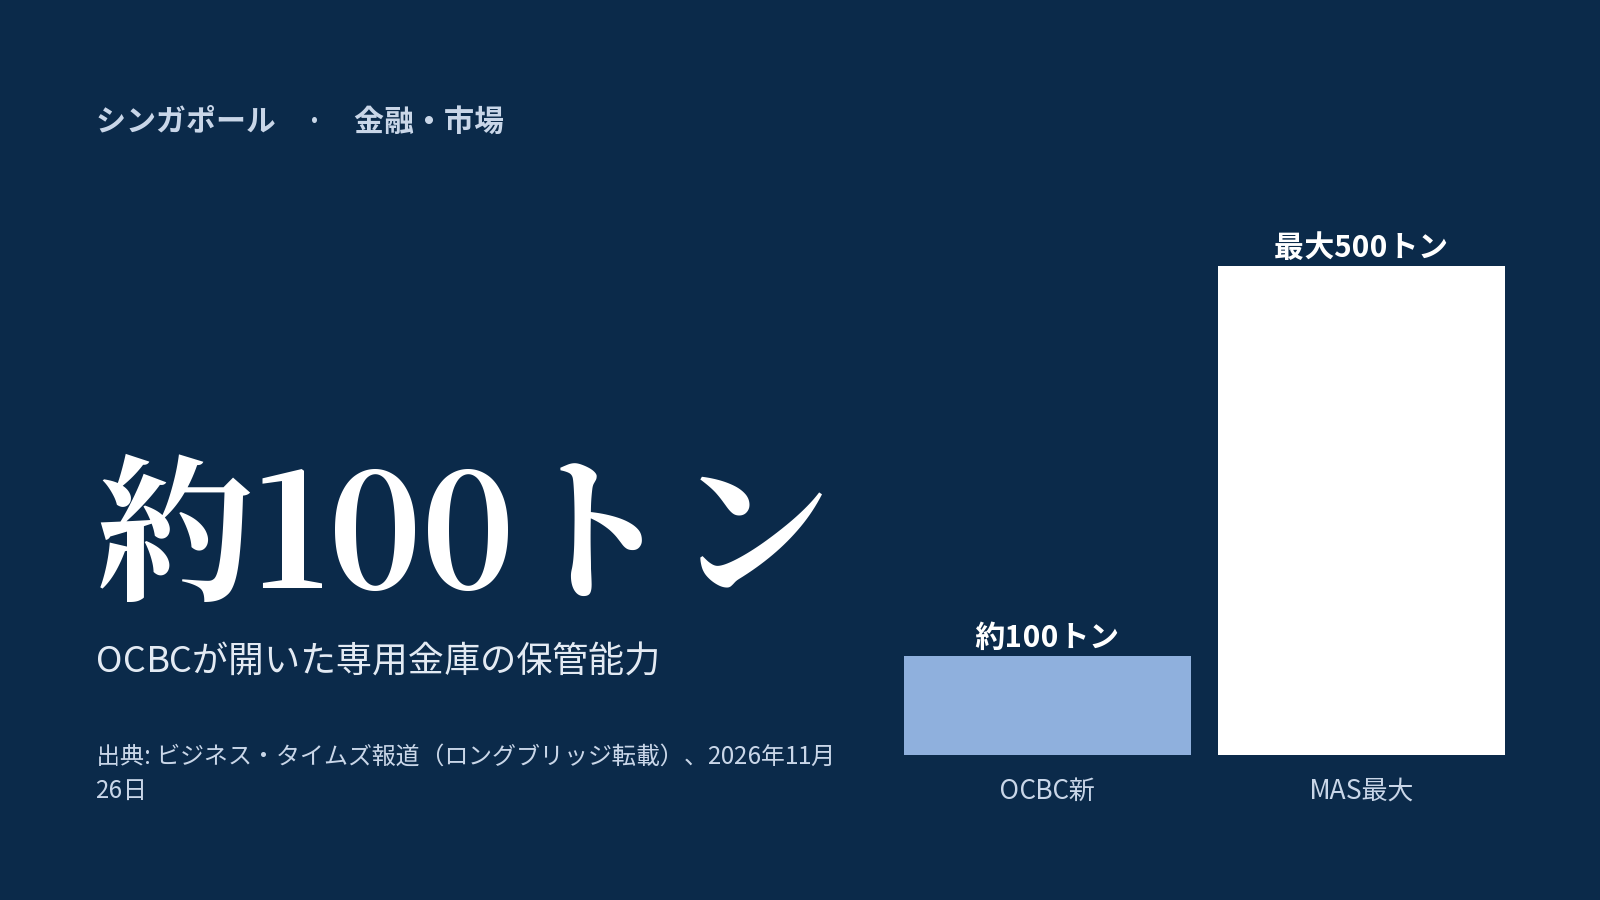 シンガポール · 金融・市場
約100トン
OCBCが開いた専用金庫の保管能力
出典: ビジネス・タイムズ報道（ロングブリッジ転載）、2026年11月
26日
最大500トン
約100トン
OCBC新
MAS最大